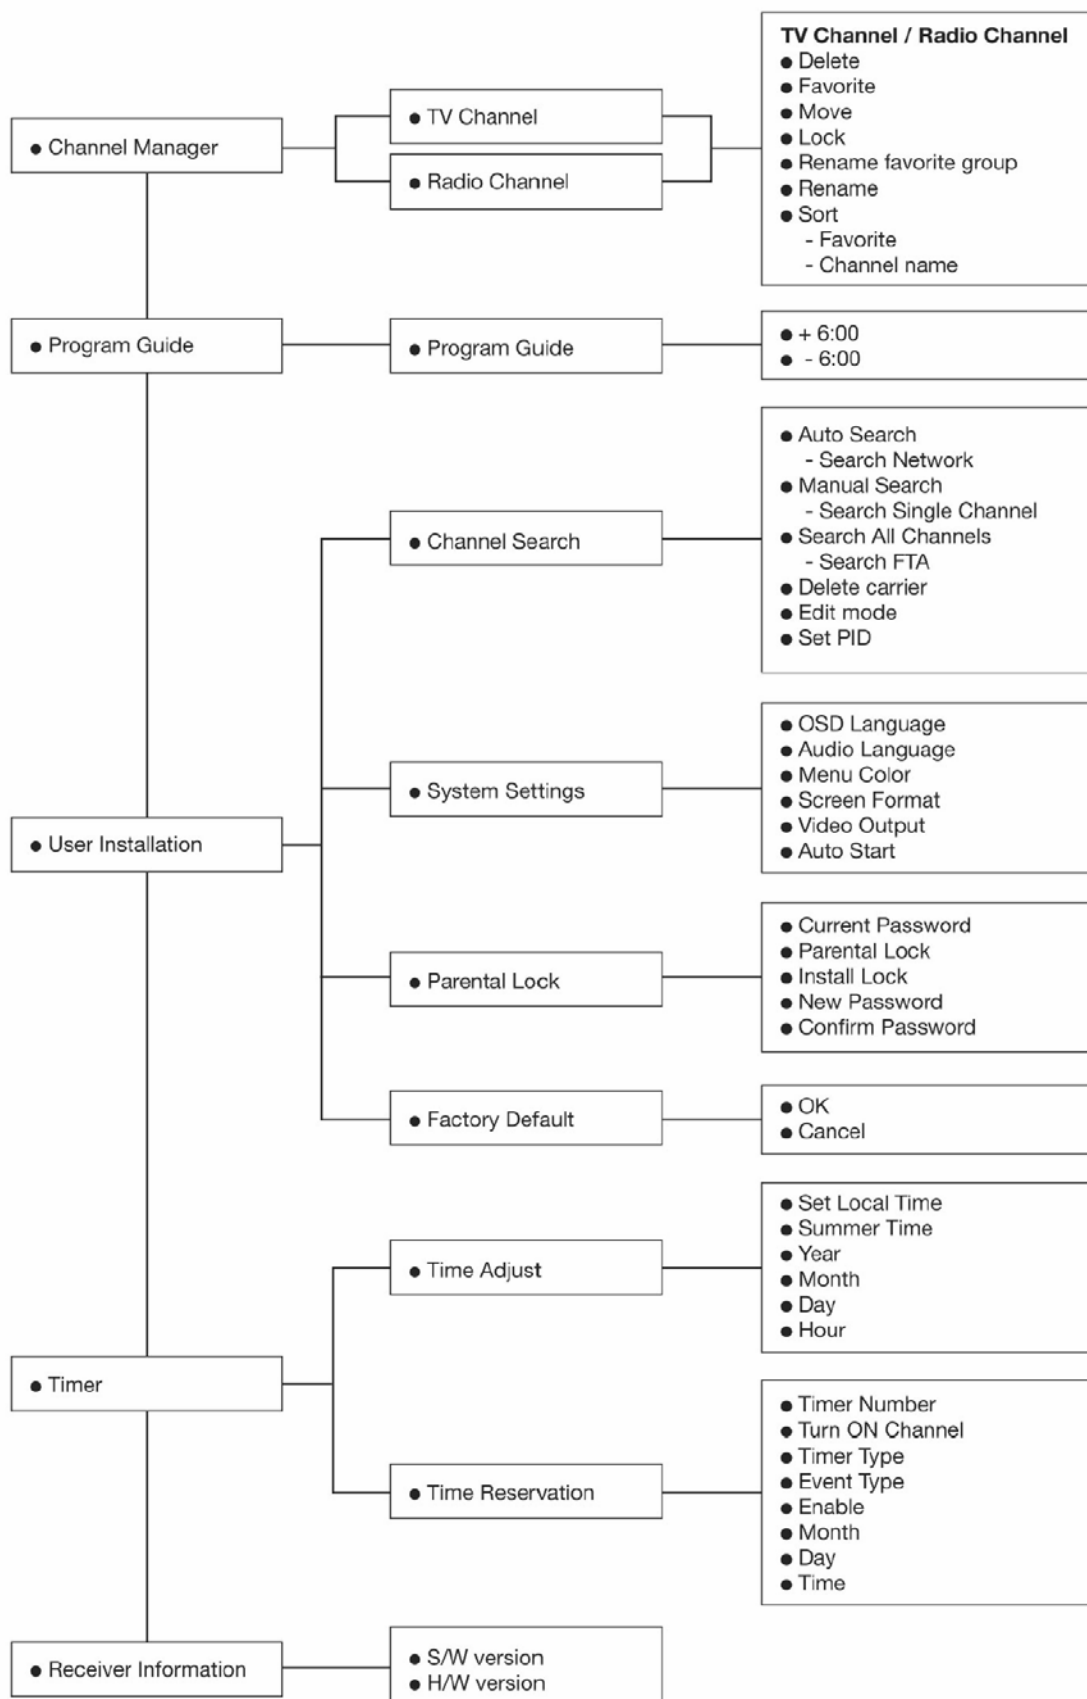 ● Channel Manager
● TV Channel
● Radio Channel
TV Channel / Radio Channel
● Delete
● Favorite
● Move
● Lock
● Rename favorite group
● Rename
● Sort
- Favorite
- Channel name
● Program Guide
● Program Guide
● + 6:00
● - 6:00
● User Installation
● Channel Search
● Auto Search
- Search Network
● Manual Search
- Search Single Channel
● Search All Channels
- Search FTA
● Delete carrier
● Edit mode
● Set PID
● System Settings
● OSD Language
● Audio Language
● Menu Color
● Screen Format
● Video Output
● Auto Start
● Parental Lock
● Current Password
● Parental Lock
● Install Lock
● New Password
● Confirm Password
● Factory Default
● OK
● Cancel
● Timer
● Time Adjust
● Set Local Time
● Summer Time
● Year
● Month
● Day
● Hour
● Time Reservation
● Timer Number
● Turn ON Channel
● Timer Type
● Event Type
● Enable
● Month
● Day
● Time
● Receiver Information
● S/W version
● H/W version